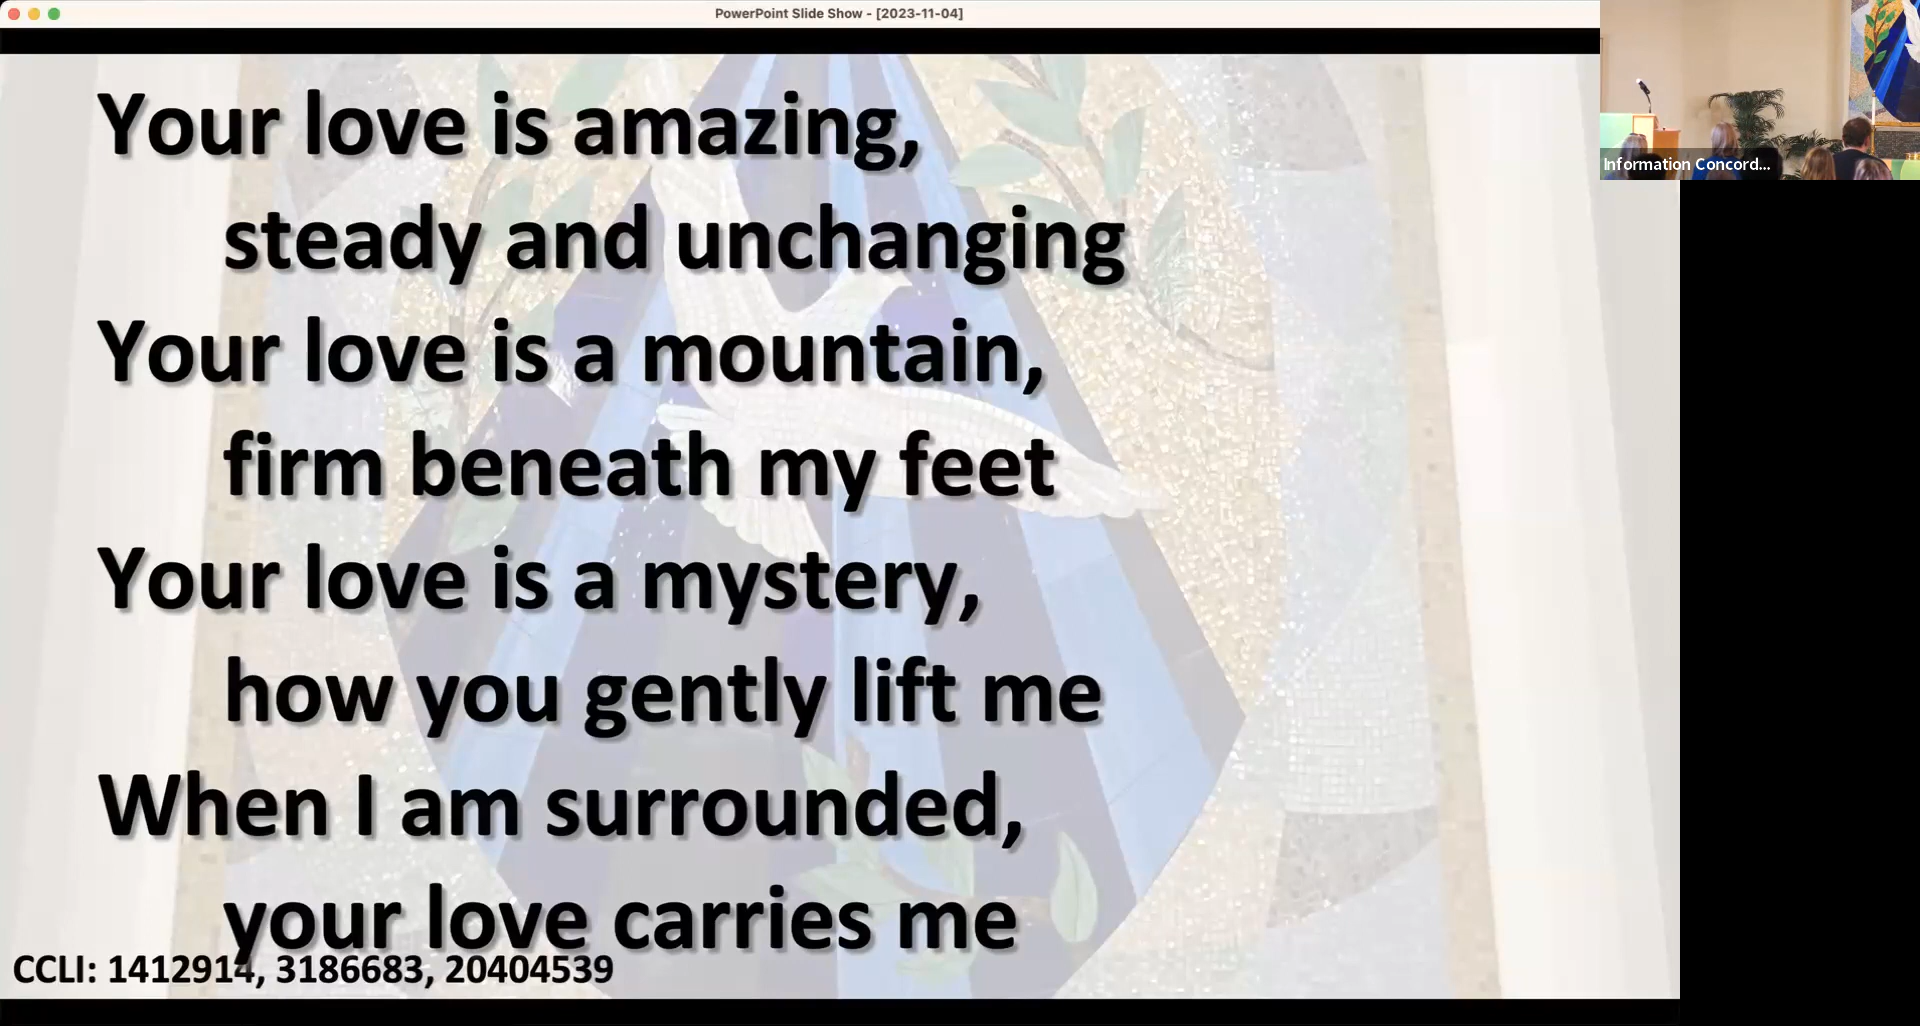 PowerPoint Slide Show - [2023-11-04]
Your love is amazing,
steady and unchanging
Your love is a mountain,
firm beneath my feet
Your love is a mystery,
how you gently lift me
When I am surrounded,
your love carries me
CCLI: 1412914, 3186683, 20404539
Information Concord...